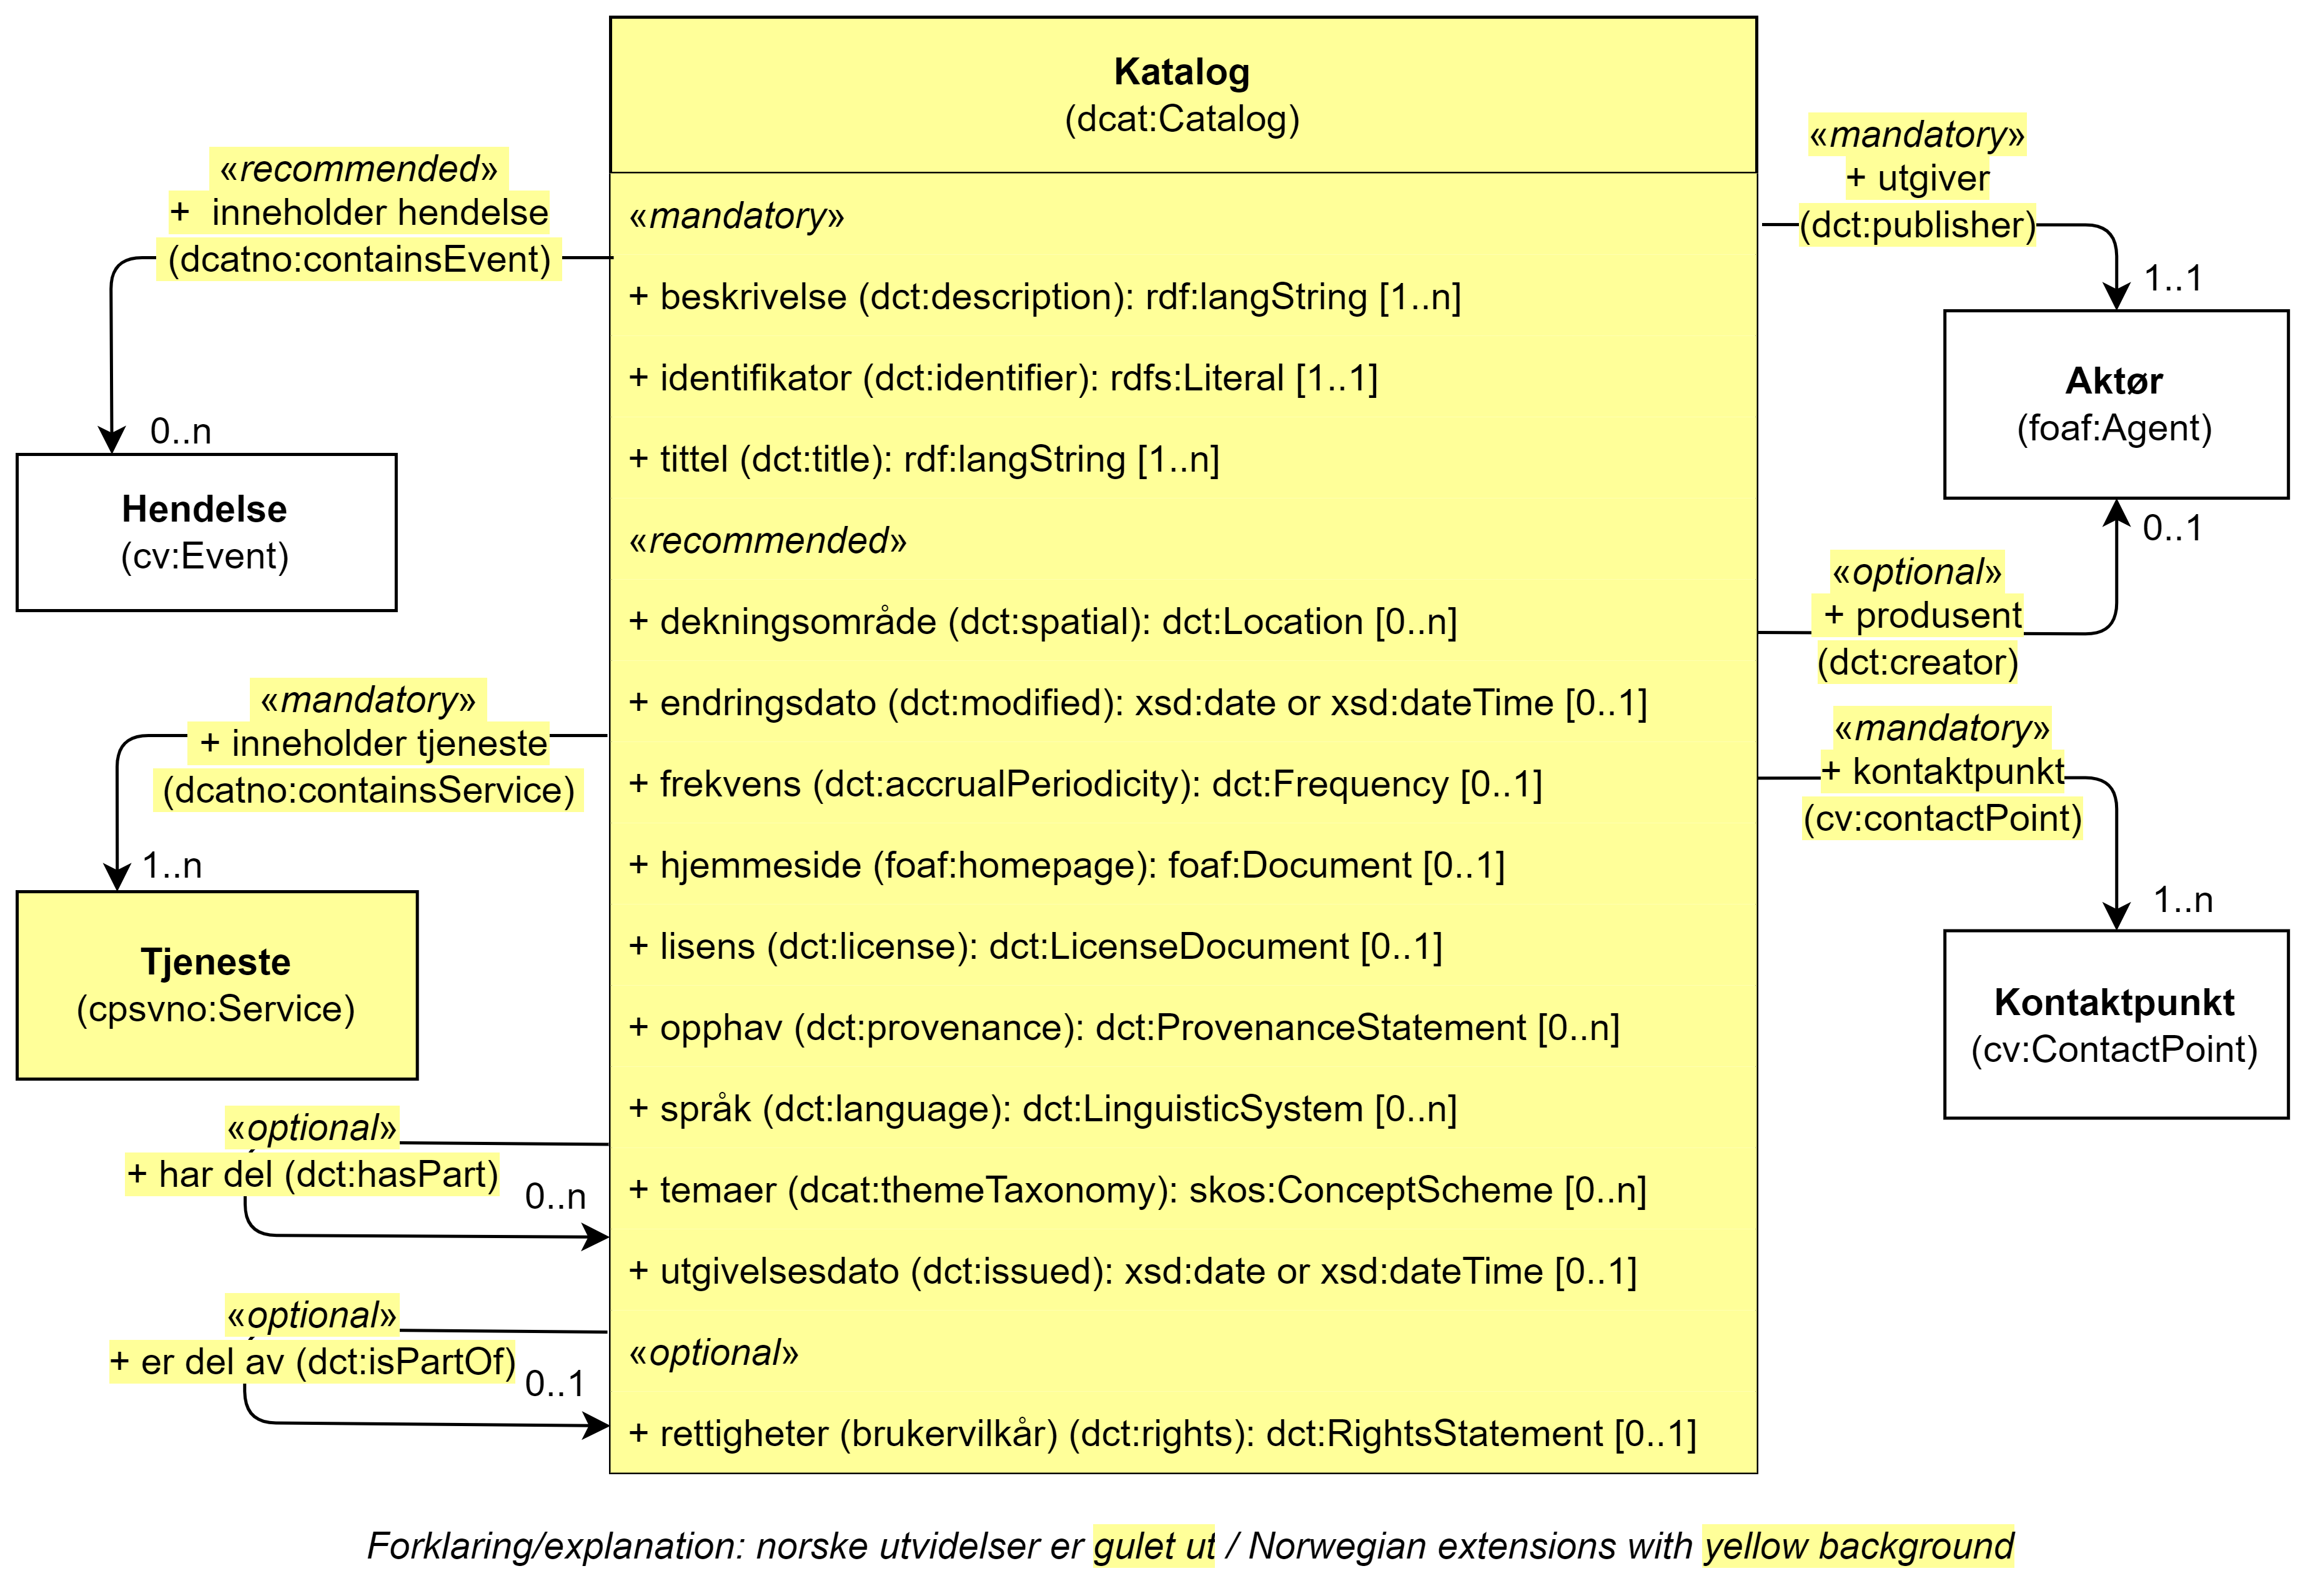 Katalog
(dcat:Catalog)
«mandatory»
+ beskrivelse (dct:description): rdf:langString [1..n]
+ identifikator (dct:identifier): rdfs:Literal [1..1]
+ tittel (dct:title): rdf:langString [1..n]
«recommended»
+ dekningsområde (dct:spatial): dct:Location [0..n]
+ endringsdato (dct:modified): xsd:date or xsd:dateTime [0..1]
+ frekvens (dct:accrualPeriodicity): dct:Frequency [0..1]
+ hjemmeside (foaf:homepage): foaf:Document [0..1]
+ lisens (dct:license): dct:LicenseDocument [0..1]
+ opphav (dct:provenance): dct:ProvenanceStatement [0..n]
+ språk (dct:language): dct:LinguisticSystem [0..n]
+ temaer (dcat:themeTaxonomy): skos:ConceptScheme [0..n]
+ utgivelsesdato (dct:issued): xsd:date or xsd:dateTime [0..1]
«optional»
+ rettigheter (brukervilkår) (dct:rights): dct:RightsStatement [0..1]
«recommended»
+ inneholder hendelse
(dcatno:containsEvent)
0..n
Hendelse
(cv:Event)
«mandatory»
+ inneholder tjeneste
(dcatno:containsService)
1..n
Tjeneste
(cpsvno:Service)
«optional»
+ har del (dct:hasPart)
0..n
«optional»
+ er del av (dct:isPartOf)
0..1
«mandatory»
+ utgiver
(dct:publisher)
1..1
Aktør
(foaf:Agent)
0..1
«optional»
+ produsent
(dct:creator)
«mandatory»
+ kontaktpunkt
(cv:contactPoint)
1..n
Kontaktpunkt
(cv:ContactPoint)
Forklaring/explanation: norske utvidelser er gulet ut / Norwegian extensions with yellow background